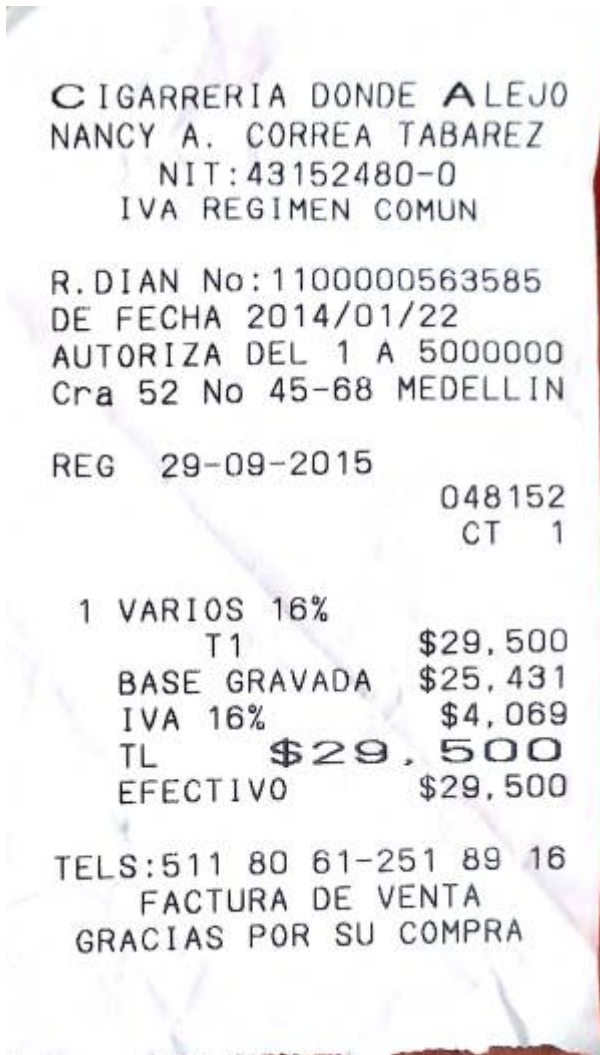 CIGARRERIA DONDE ALEJO
NANCY A. CORREA TABAREZ
NIT:43152480-0
IVA REGIMEN COMUN
R.DIAN No:1100000563585
DE FECHA 2014/01/22
AUTORIZA DEL 1 A 5000000
Cra 52 No 45-68 MEDELLIN
REG 29-09-2015
048152
CT 1
1 VARIOS 16%
T1 $29,500
BASE GRAVADA $25,431
IVA 16% $4,069
TL $29.500
EFECTIVO $29,500
TELS:511 80 61-251 89 16
FACTURA DE VENTA
GRACIAS POR SU COMPRA